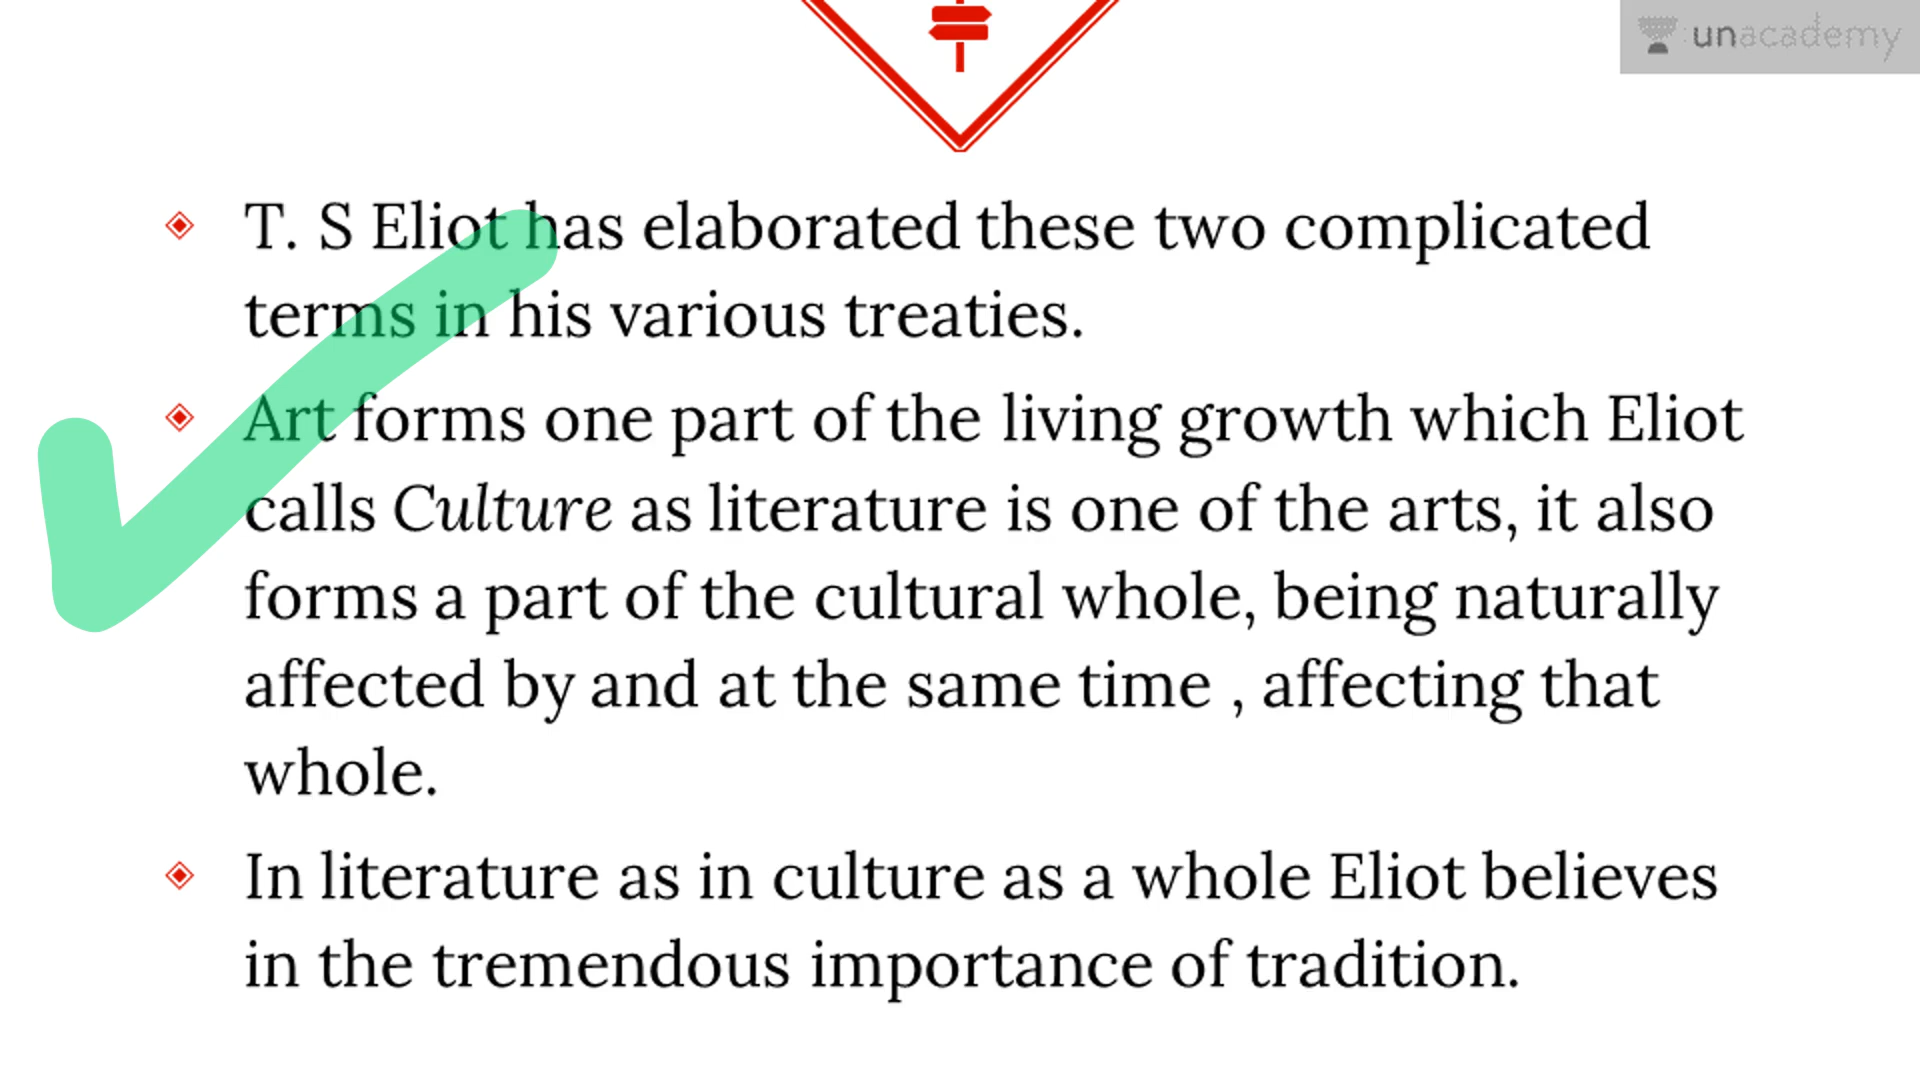 unacademy
T. S Eliot has elaborated these two complicated
terms in his various treaties.
Art forms one part of the living growth which Eliot
calls Culture as literature is one of the arts, it also
forms a part of the cultural whole, being naturally
affected by and at the same time , affecting that
whole.
In literature as in culture as a whole Eliot believes
in the tremendous importance of tradition.